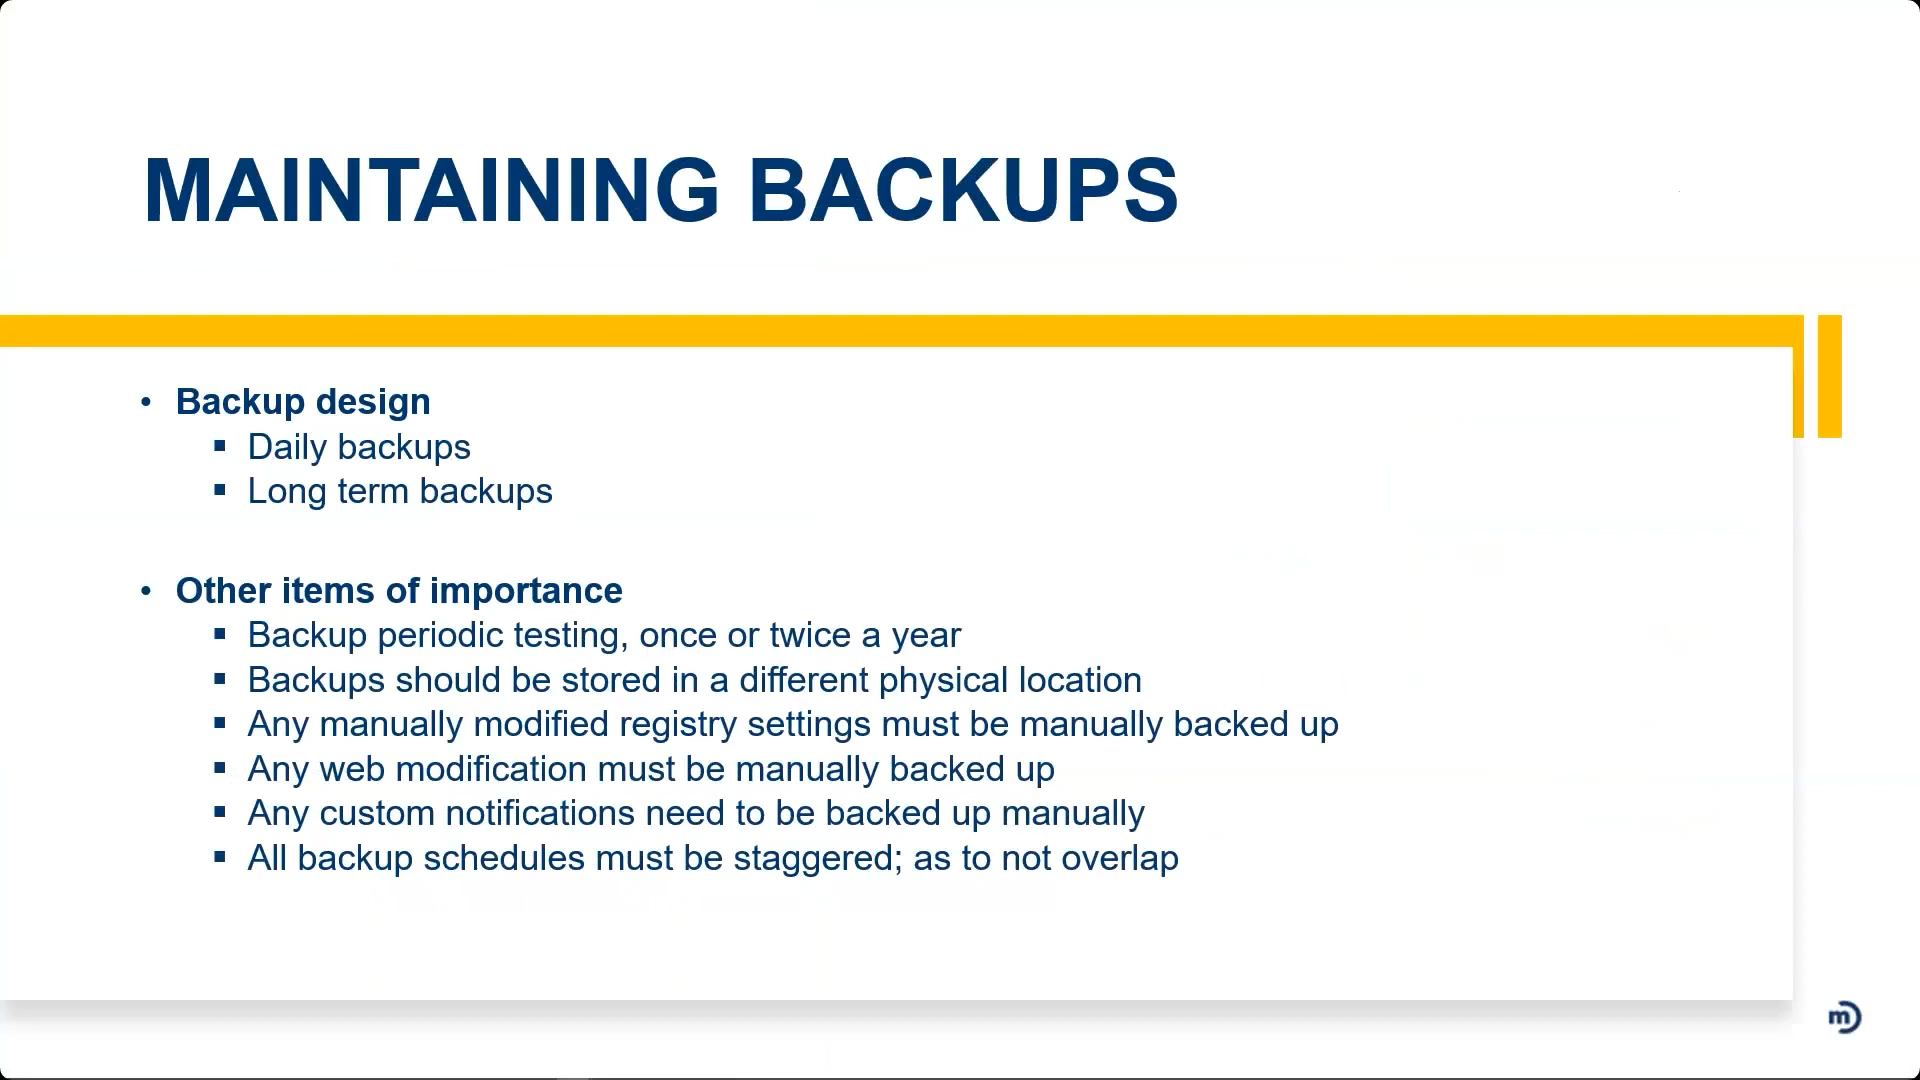 MAINTAINING BACKUPS
• Backup design
▪ Daily backups
▪ Long term backups
• Other items of importance
▪ Backup periodic testing, once or twice a year
▪ Backups should be stored in a different physical location
▪ Any manually modified registry settings must be manually backed up
▪ Any web modification must be manually backed up
▪ Any custom notifications need to be backed up manually
▪ All backup schedules must be staggered; as to not overlap
m